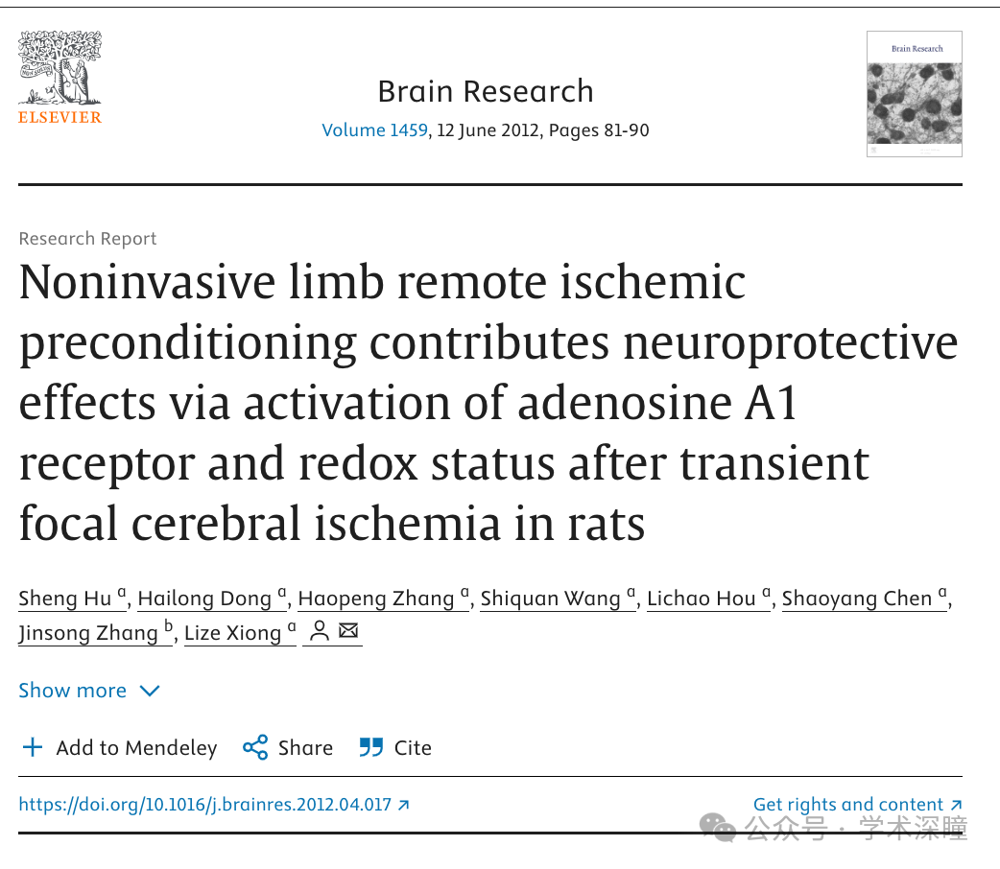 Brain Research
ELSEVIER
Brain Research
Volume 1459, 12 June 2012, Pages 81-90
Research Report
Noninvasive limb remote ischemic
preconditioning contributes neuroprotective
effects via activation of adenosine A1
receptor and redox status after transient
focal cerebral ischemia in rats
Sheng Hu a, Hailong Dong a, Haopeng Zhang a, Shiquan Wang a, Lichao Hou a, Shaoyang Chen a,
Jinsong Zhang b, Lize Xiong a
Show more
Add to Mendeley Share Cite
https://doi.org/10.1016/j.brainres.2012.04.017
Get rights and content
公众号 · 学术深瞳